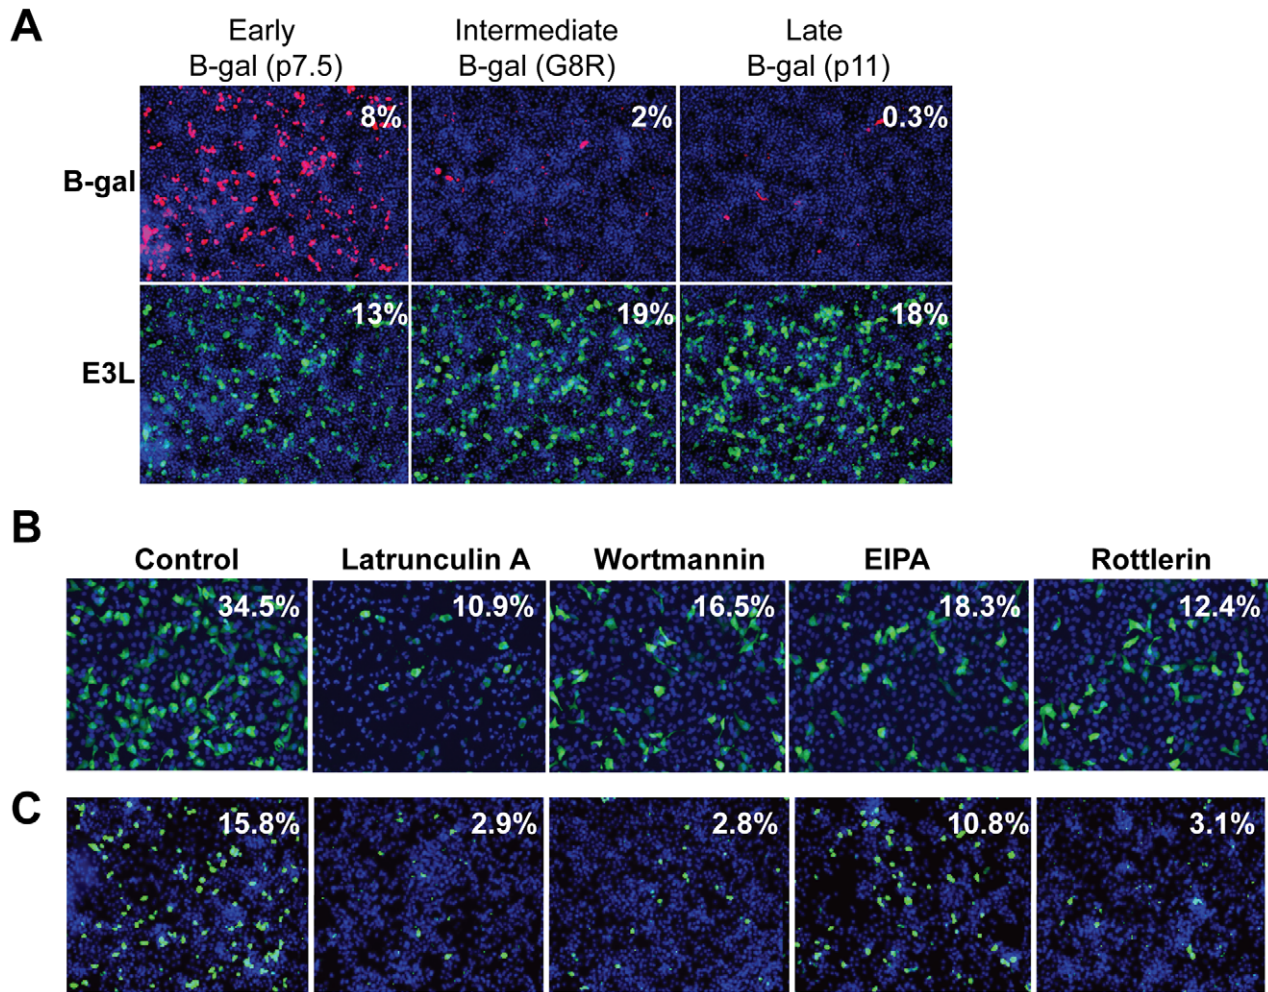 A
Early
B-gal (p7.5)
Intermediate
B-gal (G8R)
Late
B-gal (p11)
B-gal
8%
2%
0.3%
E3L
13%
19%
18%
B
Control
Latrunculin A
Wortmannin
EIPA
Rottlerin
34.5%
10.9%
16.5%
18.3%
12.4%
C
15.8%
2.9%
2.8%
10.8%
3.1%